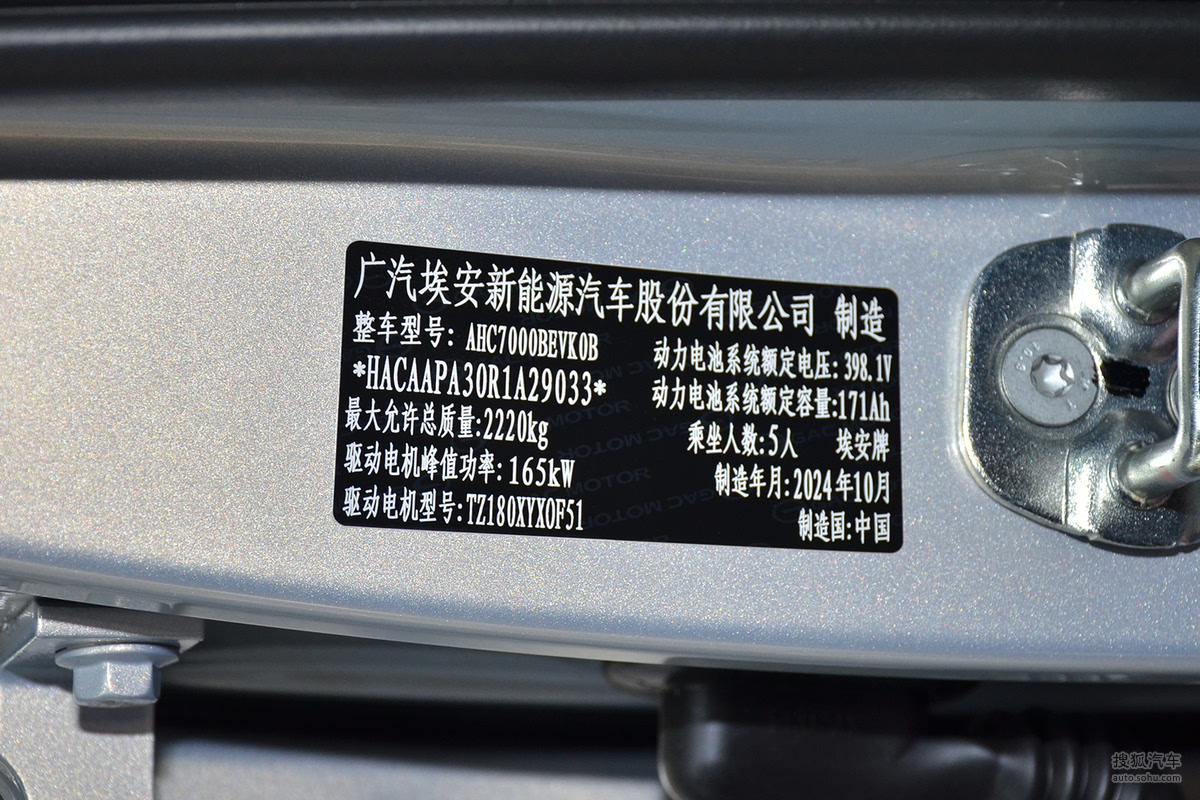 广汽埃安新能源汽车股份有限公司 制造
整车型号: AHC7000BEVK0B
*HACAAPA30R1A29033*
最大允许总质量:2220kg
驱动电机峰值功率:165kW
驱动电机型号:TZ180XYX0F51
动力电池系统额定电压:398.1V
动力电池系统额定容量:171Ah
乘坐人数:5人 埃安牌
制造年月:2024年10月
制造国:中国
GAC MOTOR
搜狐汽车
auto.sohu.com